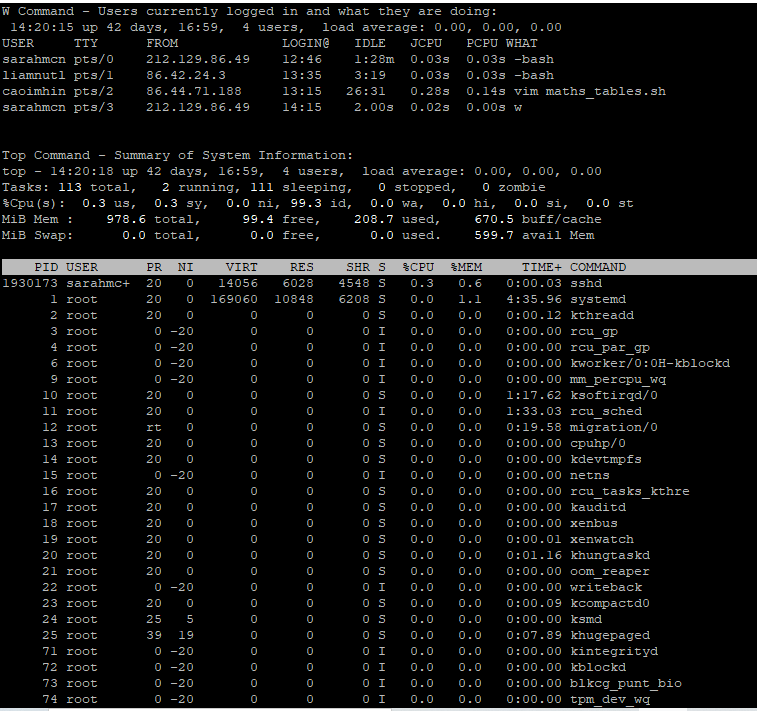 W Command - Users currently logged in and what they are doing:
 14:20:15 up 42 days, 16:59,  4 users,  load average: 0.00, 0.00, 0.00
USER     TTY      FROM             LOGIN@   IDLE   JCPU   PCPU WHAT
sarahmcn pts/0    212.129.86.49    12:46    1:28m  0.03s  0.03s -bash
liamnutl pts/1    86.42.24.3       13:35    3:19   0.03s  0.03s -bash
caoimhin pts/2    86.44.71.188     13:15   26:31   0.28s  0.14s vim maths_tables.sh
sarahmcn pts/3    212.129.86.49    14:15    2.00s  0.02s  0.00s w
Top Command - Summary of System Information:
top - 14:20:18 up 42 days, 16:59,  4 users,  load average: 0.00, 0.00, 0.00
Tasks: 113 total,   2 running, 111 sleeping,   0 stopped,   0 zombie
%Cpu(s):  0.3 us,  0.3 sy,  0.0 ni, 99.3 id,  0.0 wa,  0.0 hi,  0.0 si,  0.0 st
MiB Mem :    978.6 total,     99.4 free,    208.7 used,    670.5 buff/cache
MiB Swap:      0.0 total,      0.0 free,      0.0 used.    599.7 avail Mem
    PID USER      PR  NI    VIRT    RES    SHR S  %CPU  %MEM     TIME+ COMMAND
1930173 sarahmc+  20   0   14056   6028   4548 S   0.3   0.6   0:00.03 sshd
      1 root      20   0  169060  10848   6208 S   0.0   1.1   4:35.96 systemd
      2 root      20   0       0      0      0 S   0.0   0.0   0:00.12 kthreadd
      3 root       0 -20       0      0      0 I   0.0   0.0   0:00.00 rcu_gp
      4 root       0 -20       0      0      0 I   0.0   0.0   0:00.00 rcu_par_gp
      6 root       0 -20       0      0      0 I   0.0   0.0   0:00.00 kworker/0:0H-kblockd
      9 root       0 -20       0      0      0 I   0.0   0.0   0:00.00 mm_percpu_wq
     10 root      20   0       0      0      0 S   0.0   0.0   1:17.62 ksoftirqd/0
     11 root      20   0       0      0      0 I   0.0   0.0   1:33.03 rcu_sched
     12 root      rt   0       0      0      0 S   0.0   0.0   0:19.58 migration/0
     13 root      20   0       0      0      0 S   0.0   0.0   0:00.00 cpuhp/0
     14 root      20   0       0      0      0 S   0.0   0.0   0:00.00 kdevtmpfs
     15 root       0 -20       0      0      0 I   0.0   0.0   0:00.00 netns
     16 root      20   0       0      0      0 S   0.0   0.0   0:00.00 rcu_tasks_kthre
     17 root      20   0       0      0      0 S   0.0   0.0   0:00.00 kauditd
     18 root      20   0       0      0      0 S   0.0   0.0   0:00.00 xenbus
     19 root      20   0       0      0      0 S   0.0   0.0   0:00.01 xenwatch
     20 root      20   0       0      0      0 S   0.0   0.0   0:01.16 khungtaskd
     21 root      20   0       0      0      0 S   0.0   0.0   0:00.00 oom_reaper
     22 root       0 -20       0      0      0 I   0.0   0.0   0:00.00 writeback
     23 root      20   0       0      0      0 S   0.0   0.0   0:00.09 kcompactd0
     24 root      25   5       0      0      0 S   0.0   0.0   0:00.00 ksmd
     25 root      39  19       0      0      0 S   0.0   0.0   0:07.89 khugepaged
     71 root       0 -20       0      0      0 I   0.0   0.0   0:00.00 kintegrityd
     72 root       0 -20       0      0      0 I   0.0   0.0   0:00.00 kblockd
     73 root       0 -20       0      0      0 I   0.0   0.0   0:00.00 blkcg_punt_bio
     74 root       0 -20       0      0      0 I   0.0   0.0   0:00.00 tpm_dev_wq